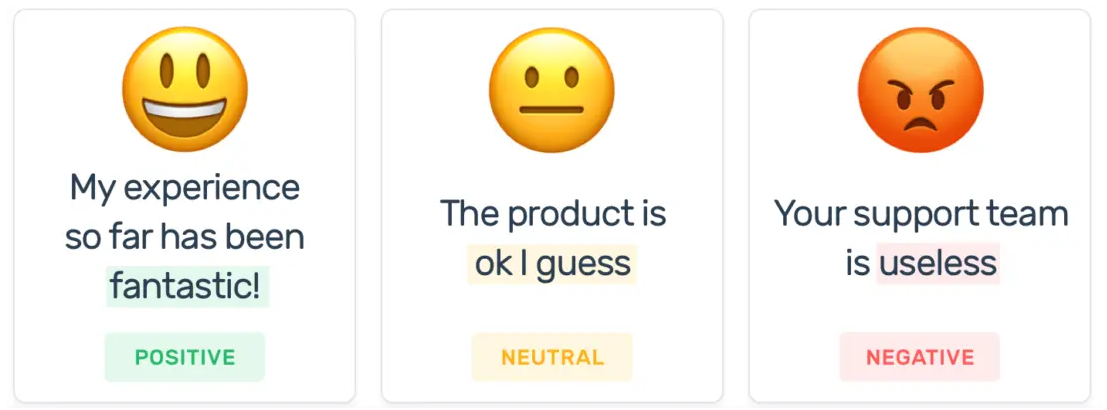 My experience
so far has been
fantastic!
POSITIVE
The product is
ok I guess
NEUTRAL
Your support team
is useless
NEGATIVE